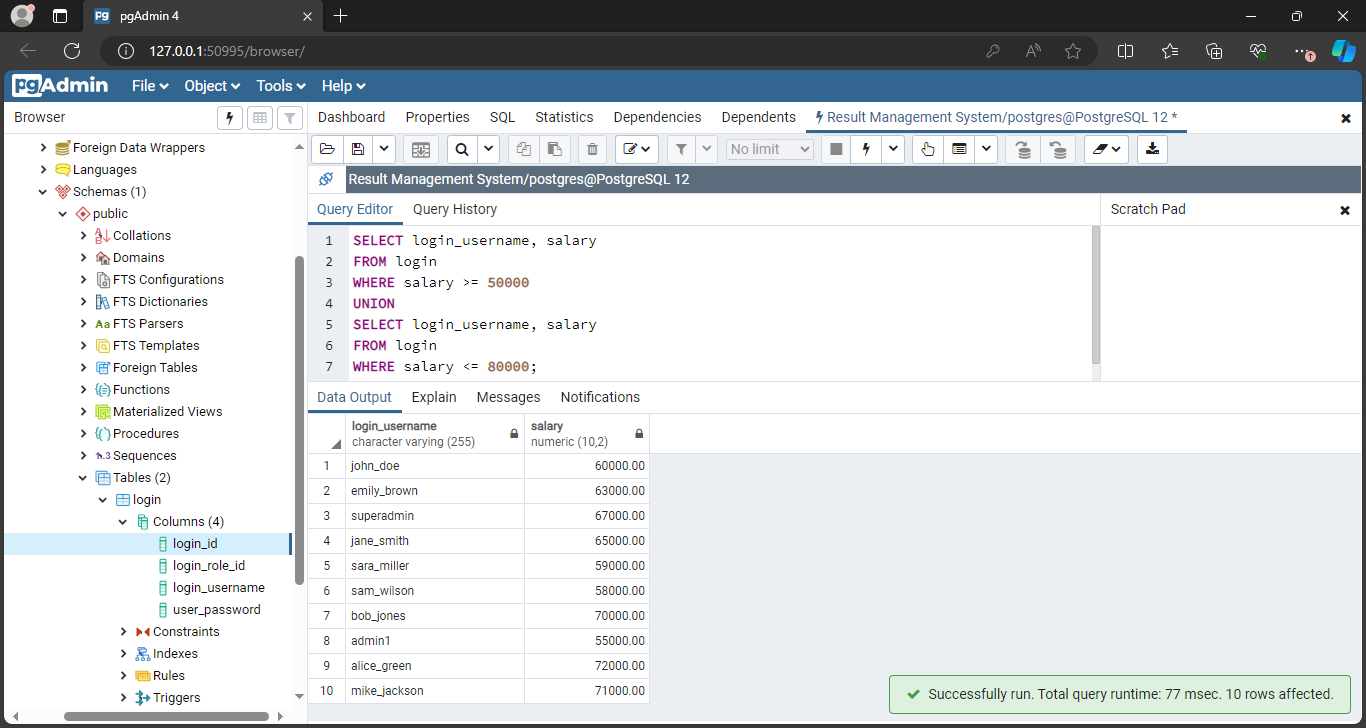 pgAdmin 4
127.0.0.1:50995/browser/
pgAdmin File Object Tools Help
Browser
Dashboard Properties SQL Statistics Dependencies Dependents Result Management System/postgres@PostgreSQL 12 *
No limit
Result Management System/postgres@PostgreSQL 12
Foreign Data Wrappers
Languages
Schemas (1)
public
Collations
Domains
FTS Configurations
FTS Dictionaries
FTS Parsers
FTS Templates
Foreign Tables
Functions
Materialized Views
Procedures
Sequences
Tables (2)
login
Columns (4)
login_id
login_role_id
login_username
user_password
Constraints
Indexes
Rules
Triggers
Query Editor Query History
Scratch Pad
1 SELECT login_username, salary
2 FROM login
3 WHERE salary >= 50000
4 UNION
5 SELECT login_username, salary
6 FROM login
7 WHERE salary <= 80000;
Data Output Explain Messages Notifications
login_username salary
character varying (255) numeric (10,2)
1 john_doe 60000.00
2 emily_brown 63000.00
3 superadmin 67000.00
4 jane_smith 65000.00
5 sara_miller 59000.00
6 sam_wilson 58000.00
7 bob_jones 70000.00
8 admin1 55000.00
9 alice_green 72000.00
10 mike_jackson 71000.00
Successfully run. Total query runtime: 77 msec. 10 rows affected.